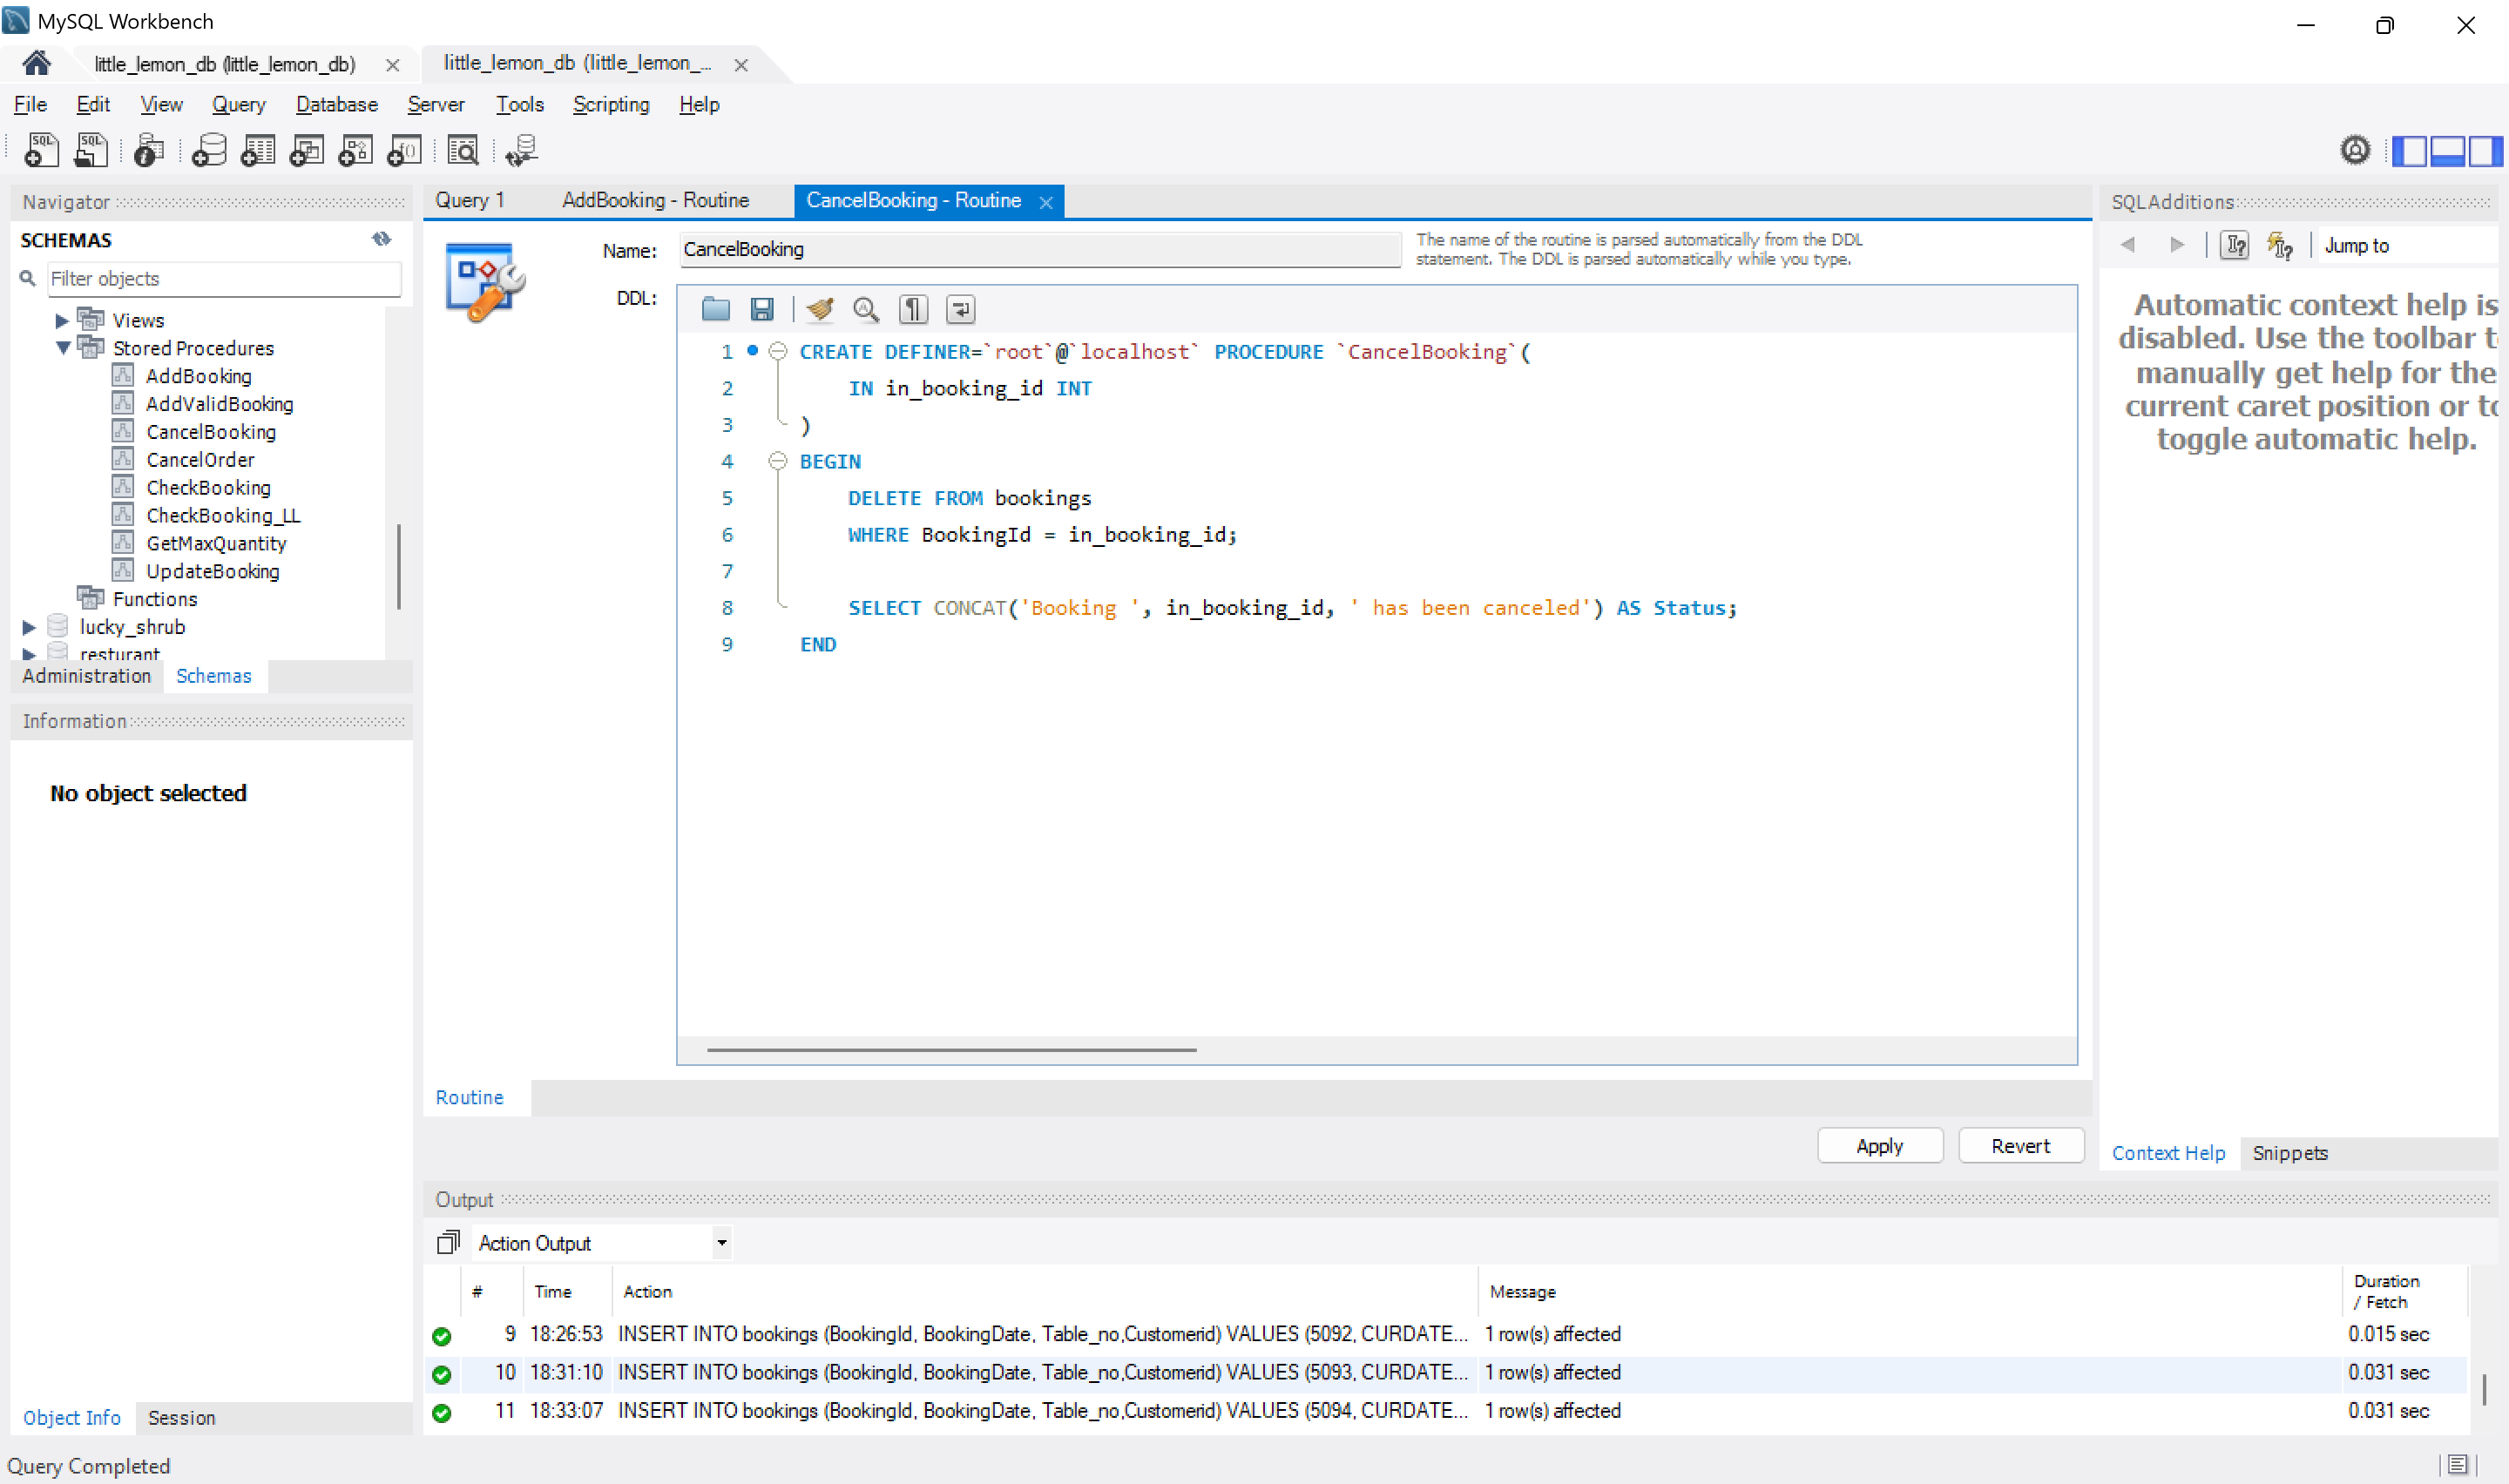 MySQL Workbench
little_lemon_db (little_lemon_db)
little_lemon_db (little_lemon_...
File Edit View Query Database Server Tools Scripting Help
Navigator
SCHEMAS
Filter objects
Views
Stored Procedures
AddBooking
AddValidBooking
CancelBooking
CancelOrder
CheckBooking
CheckBooking_LL
GetMaxQuantity
UpdateBooking
Functions
lucky_shrub
resturant
Administration Schemas
Information
No object selected
Object Info Session
Query Completed
Query 1 AddBooking - Routine CancelBooking - Routine
Name: CancelBooking
The name of the routine is parsed automatically from the DDL
statement. The DDL is parsed automatically while you type.
DDL:
1 CREATE DEFINER=`root`@`localhost` PROCEDURE `CancelBooking`(
2 IN in_booking_id INT
3 )
4 BEGIN
5 DELETE FROM bookings
6 WHERE BookingId = in_booking_id;
7
8 SELECT CONCAT('Booking ', in_booking_id, ' has been canceled') AS Status;
9 END
Routine
Apply Revert
SQLAdditions
Jump to
Automatic context help is
disabled. Use the toolbar t
manually get help for the
current caret position or to
toggle automatic help.
Context Help Snippets
Output
Action Output
# Time Action Message Duration / Fetch
9 18:26:53 INSERT INTO bookings (BookingId, BookingDate, Table_no,Customerid) VALUES (5092, CURDATE... 1 row(s) affected 0.015 sec
10 18:31:10 INSERT INTO bookings (BookingId, BookingDate, Table_no,Customerid) VALUES (5093, CURDATE... 1 row(s) affected 0.031 sec
11 18:33:07 INSERT INTO bookings (BookingId, BookingDate, Table_no,Customerid) VALUES (5094, CURDATE... 1 row(s) affected 0.031 sec